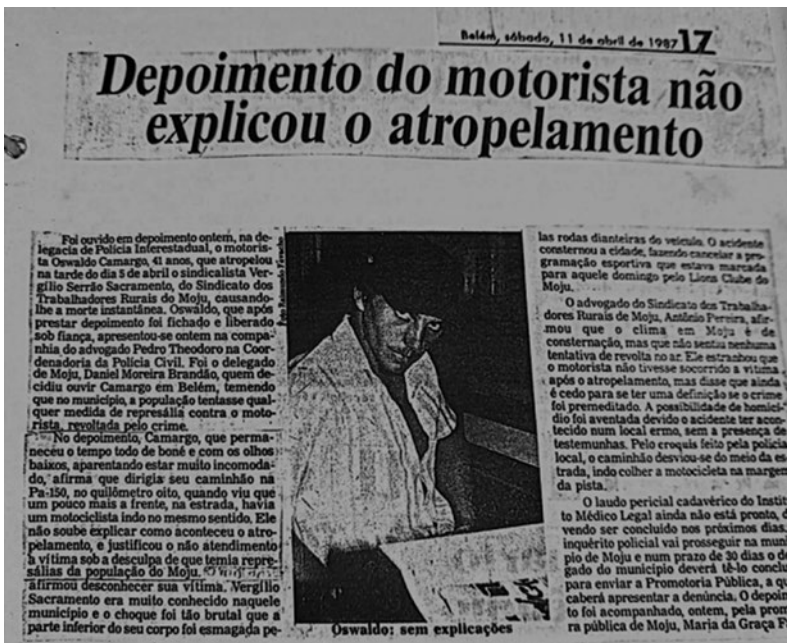 Belém, sábado, 11 de abril de 1987 17
Depoimento do motorista não
explicou o atropelamento
Foi ouvido em depoimento ontem, na de-
legacia de Polícia Interestadual, o motoris-
ta Oswaldo Camargo, 41 anos, que atropelou
na tarde do dia 5 de abril o sindicalista Ver-
gílio Serrão Sacramento, do Sindicato dos
Trabalhadores Rurais do Moju, causando-
lhe a morte instantânea. Oswaldo, que após
prestar depoimento foi fichado e liberado
sob fiança, apresentou-se ontem na compa-
nhia do advogado Pedro Theodoro na Coor-
denadoria da Polícia Civil. Foi o delegado
de Moju, Daniel Moreira Brandão, quem de-
cidiu ouvir Camargo em Belém, temendo
que no município, a população tentasse qual-
quer medida de represália contra o moto-
rista, revoltada pelo crime.
No depoimento, Camargo, que perma-
neceu o tempo todo de boné e com os olhos
baixos, aparentando estar muito incomoda-
do, afirma que dirigia seu caminhão na
Pa-150, no quilômetro oito, quando viu que
um pouco mais a frente, na estrada, havia
um motociclista indo no mesmo sentido. Ele
não soube explicar como aconteceu o atro-
pelamento, e justificou o não atendimento
à vítima sob a desculpa de que temia repre-
sálias da população do Moju.
afirmou desconhecer sua vítima. Vergílio
Sacramento era muito conhecido naquele
município e o choque foi tão brutal que a
parte inferior do seu corpo foi esmagada pe-
Foto Raimundo
Oswaldo: sem explicações
las rodas dianteiras do veículo. O acidente
consternou a cidade, fazendo cancelar a pro-
gramação esportiva que estava marcada
para aquele domingo pelo Lions Clube do
Moju.
O advogado do Sindicato dos Trabalha-
dores Rurais de Moju, Antônio Pereira, afir-
mou que o clima em Moju é de
consternação, mas que não sentiu nenhuma
tentativa de revolta no ar. Ele estranhou que
o motorista não tivesse socorrido a vítima
após o atropelamento, mas disse que ainda
é cedo para se ter uma definição se o crime
foi premeditado. A possibilidade de homicí-
dio foi aventada devido o acidente ter acon-
tecido num local ermo, sem a presença de
testemunhas. Pelo croquis feito pela polícia
local, o caminhão desviou-se do meio da es-
trada, indo colher a motocicleta na margem
da pista.
O laudo pericial cadavérico do Institu-
to Médico Legal ainda não está pronto, d
vendo ser concluído nos próximos dias.
inquérito policial vai prosseguir na muni
pio de Moju e num prazo de 30 dias o de
gado do município deverá tê-lo conclu
para enviar a Promotoria Pública, a qu
caberá apresentar a denúncia. O depoim
to foi acompanhado, ontem, pela prom
ra pública de Moju, Maria da Graça F